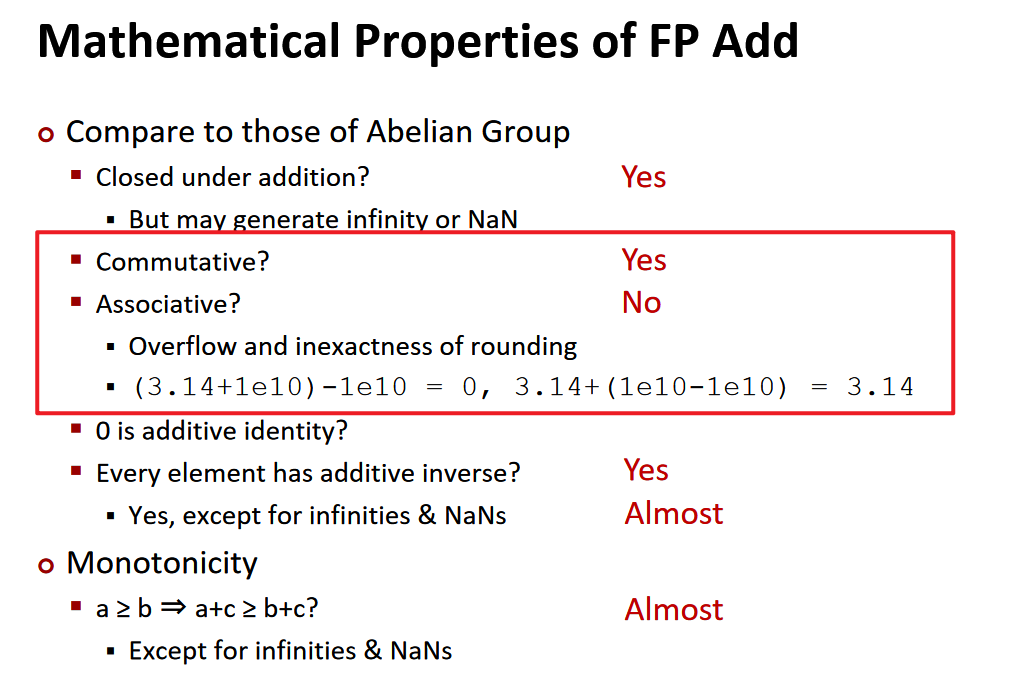 Mathematical Properties of FP Add
Compare to those of Abelian Group
Closed under addition? Yes
But may generate infinity or NaN
Commutative? Yes
Associative? No
Overflow and inexactness of rounding
(3.14+1e10)-1e10 = 0, 3.14+(1e10-1e10) = 3.14
0 is additive identity?
Every element has additive inverse? Yes
Yes, except for infinities & NaNs Almost
Monotonicity
a ≥ b ⇒ a+c ≥ b+c? Almost
Except for infinities & NaNs